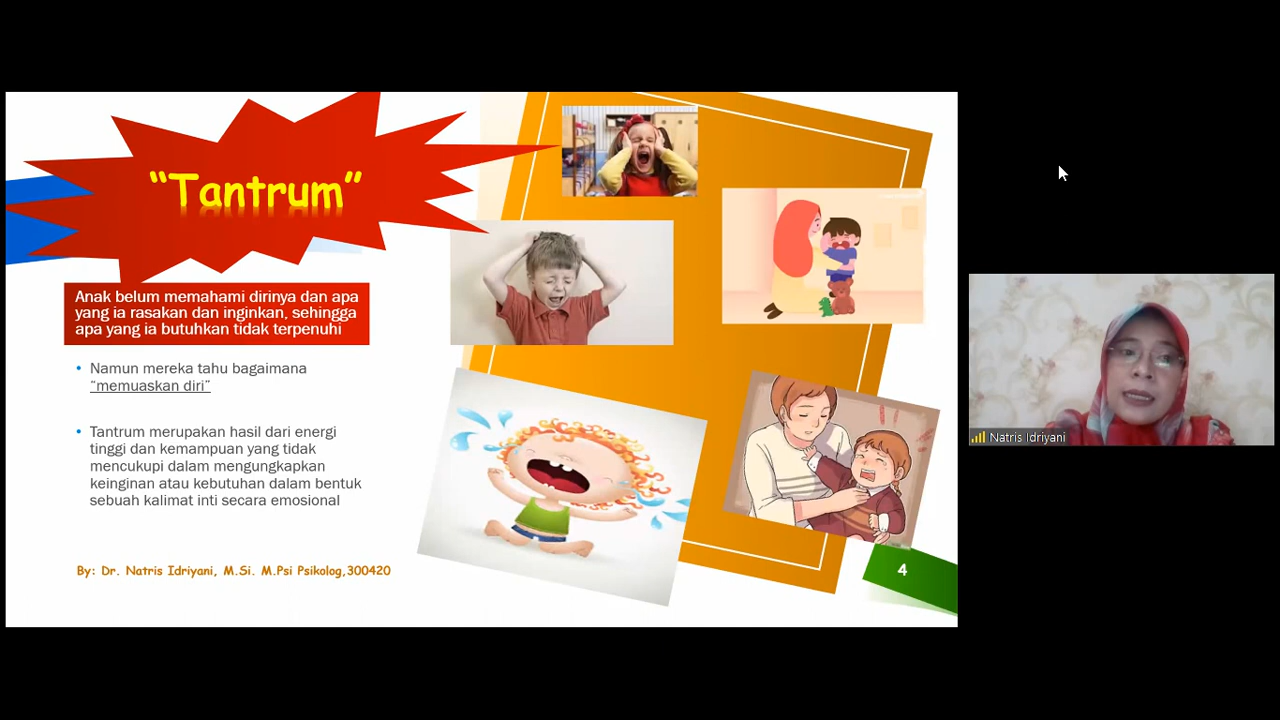 “Tantrum”
Anak belum memahami dirinya dan apa
yang ia rasakan dan inginkan, sehingga
apa yang ia butuhkan tidak terpenuhi
• Namun mereka tahu bagaimana
“memuaskan diri”
• Tantrum merupakan hasil dari energi
tinggi dan kemampuan yang tidak
mencukupi dalam mengungkapkan
keinginan atau kebutuhan dalam bentuk
sebuah kalimat inti secara emosional
By: Dr. Natris Idriyani, M.Si. M.Psi Psikolog,300420
4
Natris Idriyani